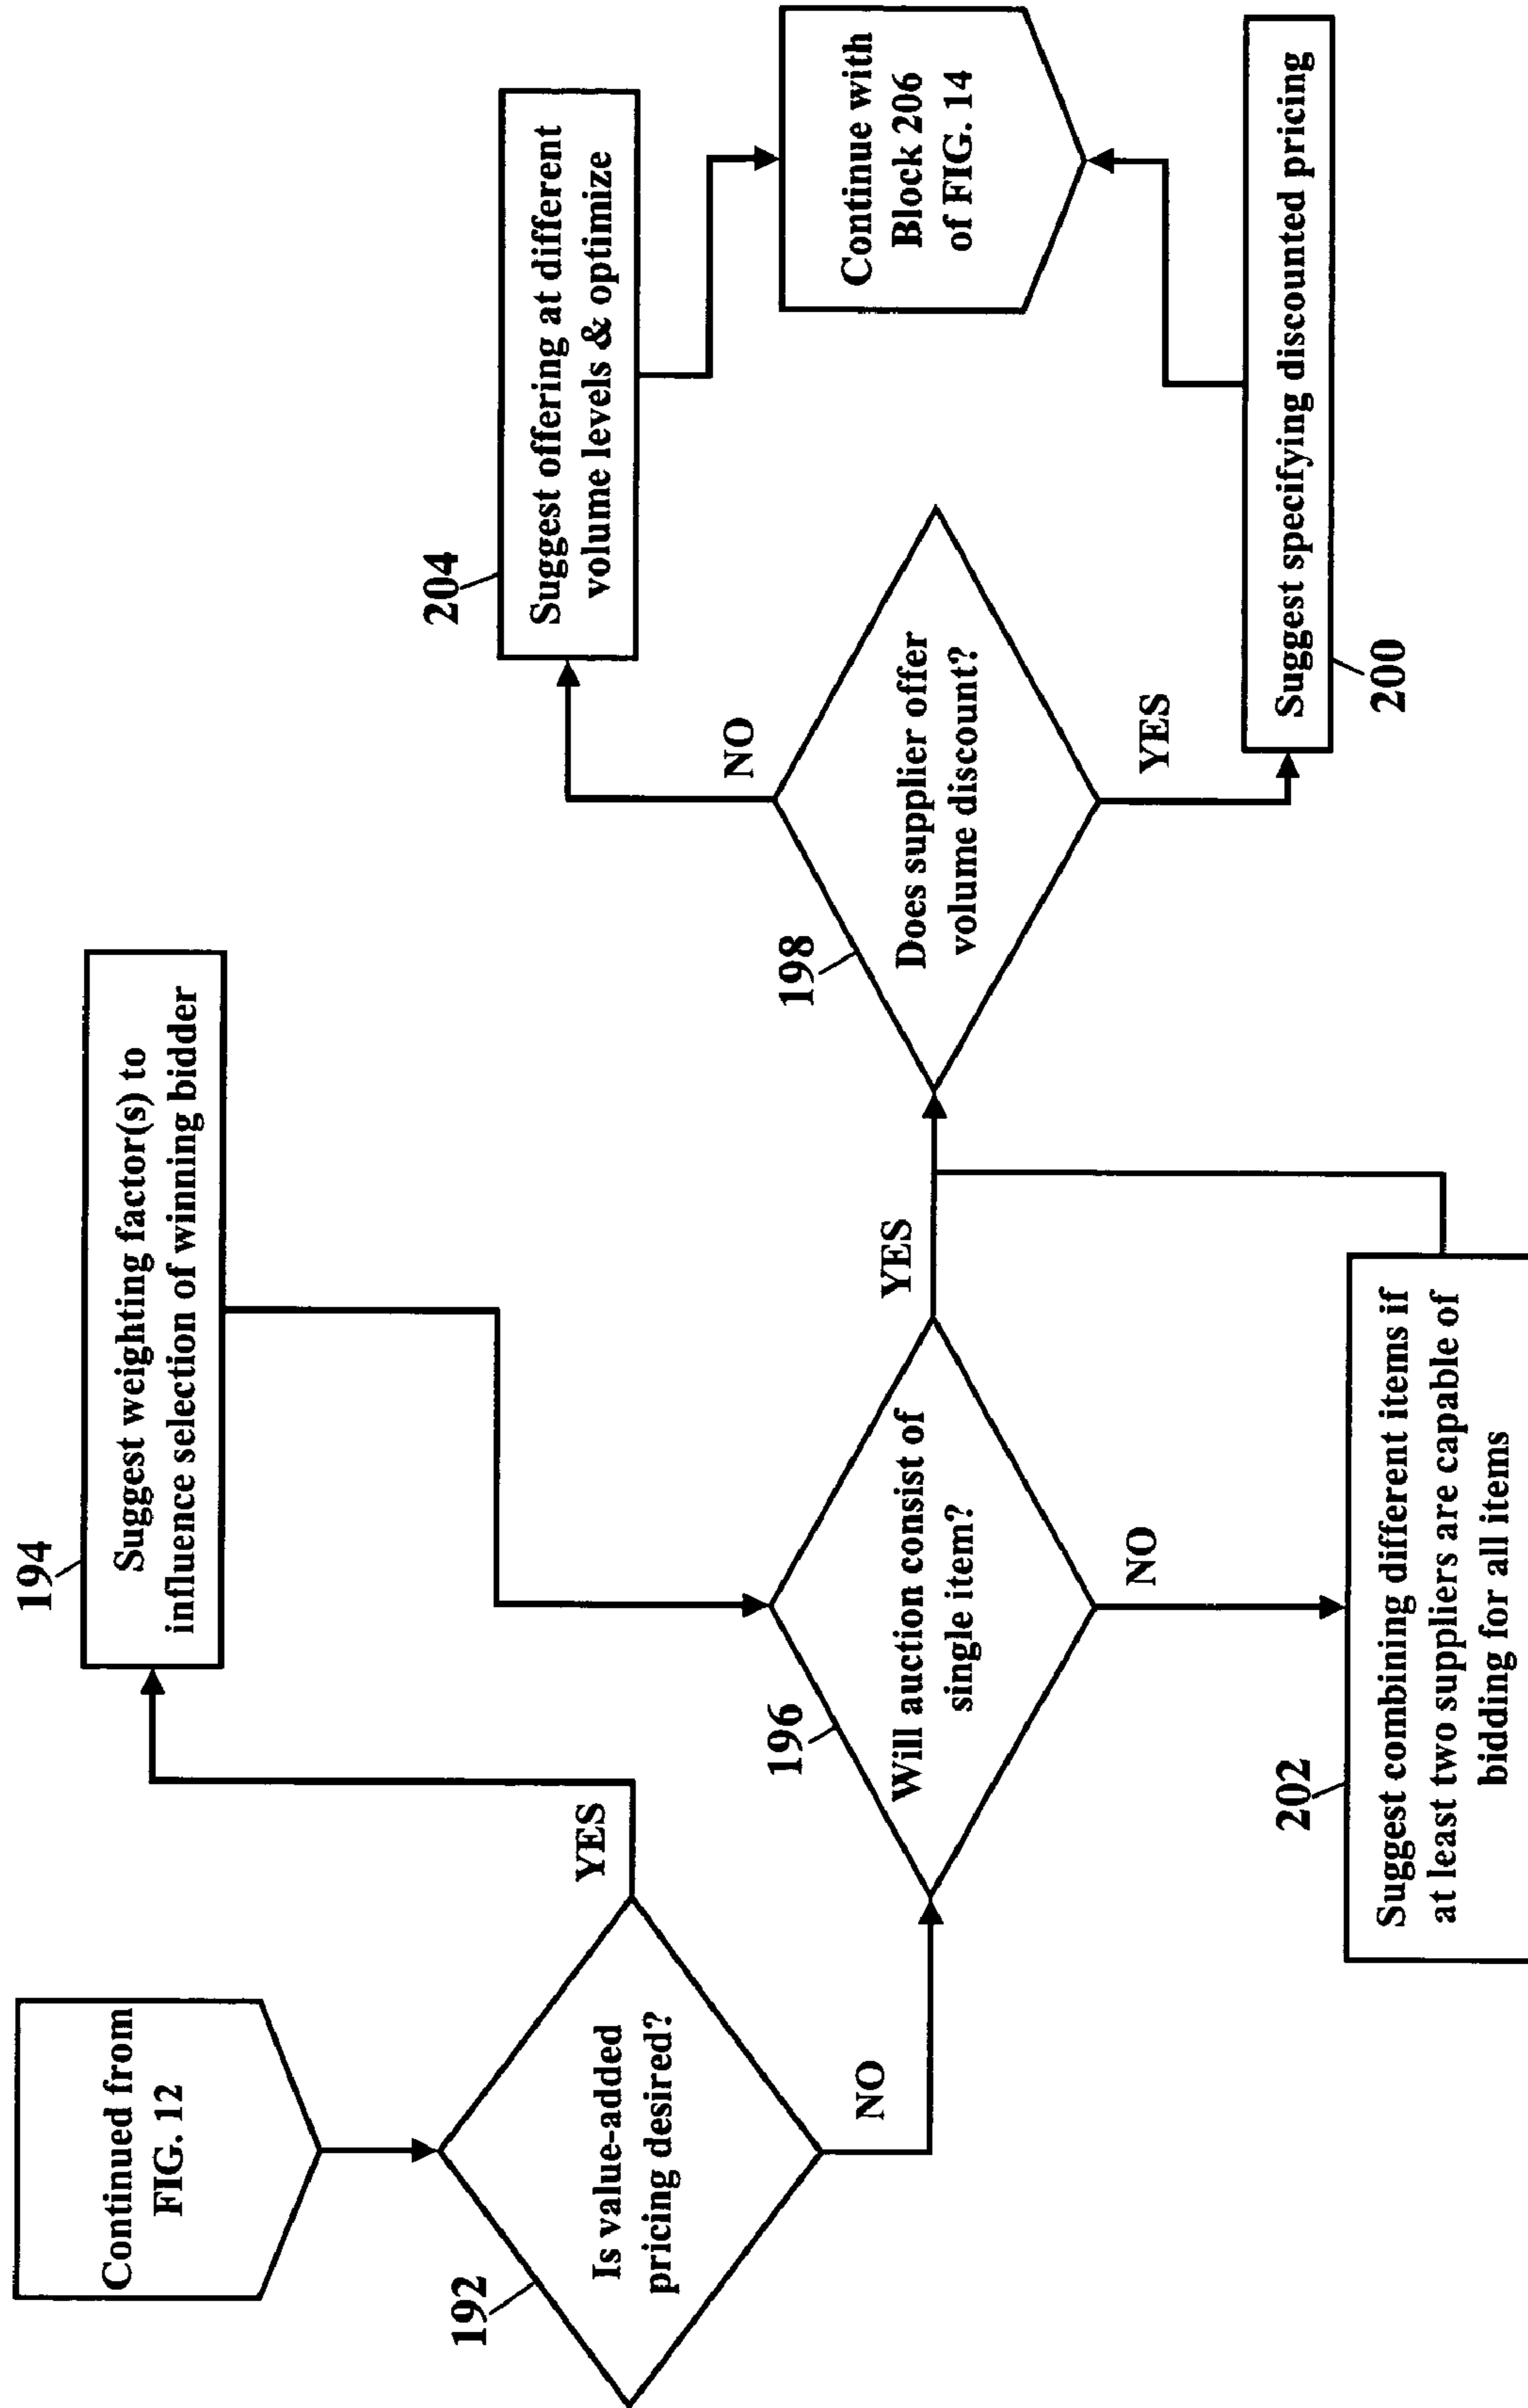 Continued from
FIG. 12
192
Is value-added
pricing desired?
YES
NO
194
Suggest weighting factor(s) to
influence selection of winning bidder
196
Will auction consist of
single item?
YES
NO
202
Suggest combining different items if
at least two suppliers are capable of
bidding for all items
198
Does supplier offer
volume discount?
NO
YES
204
Suggest offering at different
volume levels & optimize
Suggest specifying discounted pricing
200
Continue with
Block 206
of FIG. 14